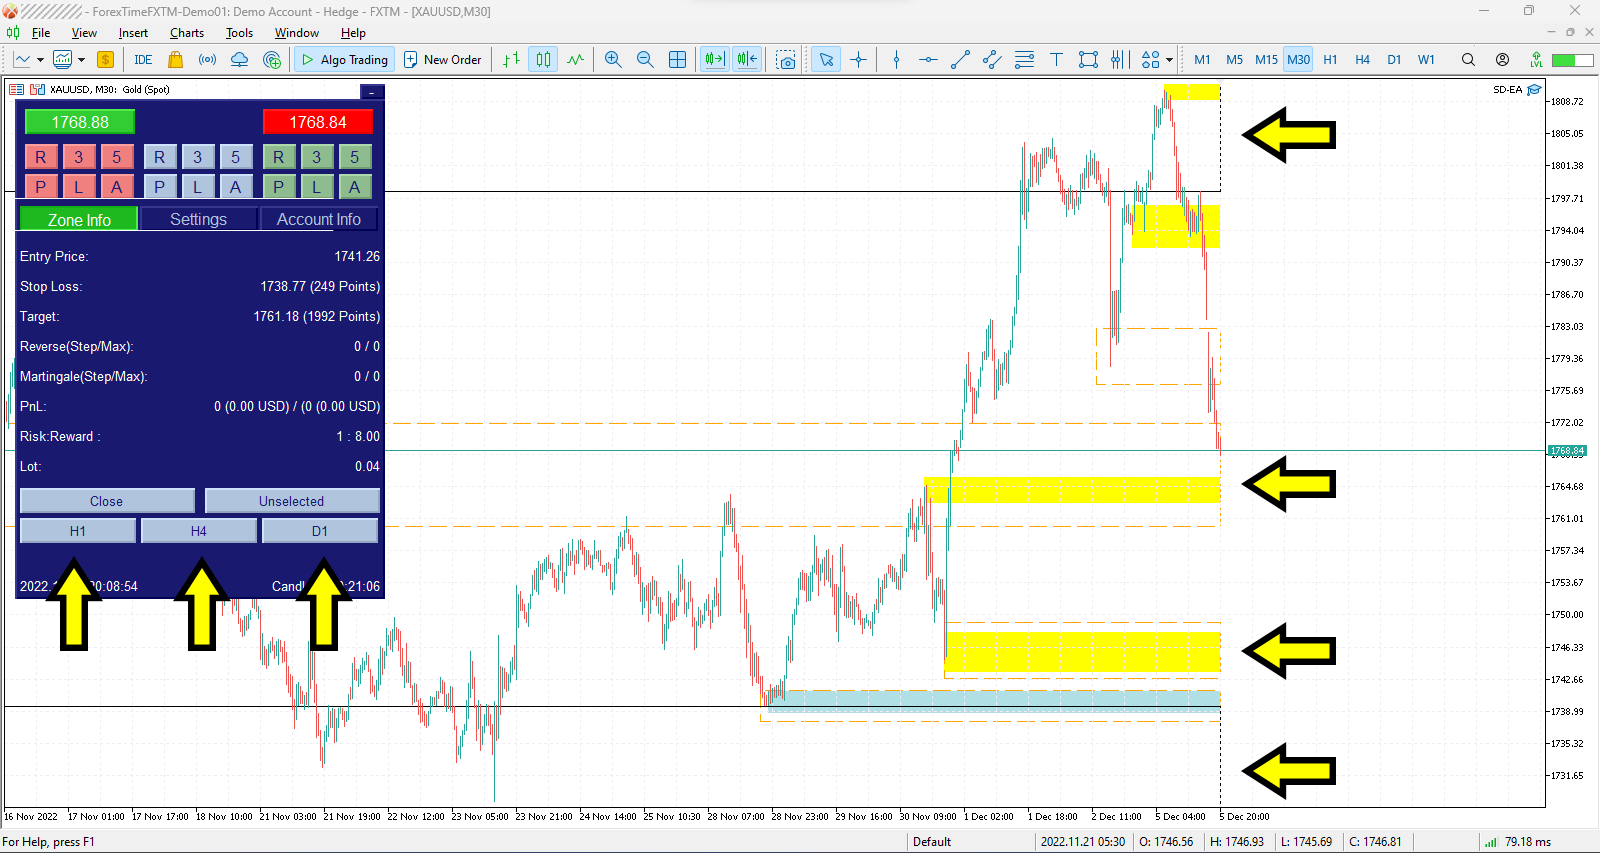 - ForexTimeFXTM-Demo01: Demo Account - Hedge - FXTM - [XAUUSD,M30]
File View Insert Charts Tools Window Help
IDE Algo Trading New Order M1 M5 M15 M30 H1 H4 D1 W1 LVL
XAUUSD, M30: Gold (Spot)
SD-EA
1768.88 1768.84
R 3 5 R 3 5 R 3 5
P L A P L A P L A
Zone Info Settings Account Info
Entry Price: 1741.26
Stop Loss: 1738.77 (249 Points)
Target: 1761.18 (1992 Points)
Reverse(Step/Max): 0 / 0
Martingale(Step/Max): 0 / 0
PnL: 0 (0.00 USD) / (0 (0.00 USD)
Risk:Reward : 1 : 8.00
Lot: 0.04
Close Unselected
H1 H4 D1
2022. 20:08:54 Candl :21:06
1808.72
1805.05
1801.38
1797.71
1794.04
1790.37
1786.70
1783.03
1779.36
1775.69
1772.02
1768.84
1764.68
1761.01
1757.34
1753.67
1750.00
1746.33
1742.66
1738.99
1735.32
1731.65
16 Nov 2022 17 Nov 01:00 17 Nov 17:00 18 Nov 10:00 21 Nov 03:00 21 Nov 19:00 22 Nov 12:00 23 Nov 05:00 23 Nov 21:00 24 Nov 14:00 25 Nov 10:30 28 Nov 07:00 28 Nov 23:00 29 Nov 16:00 30 Nov 09:00 1 Dec 02:00 1 Dec 18:00 2 Dec 11:00 5 Dec 04:00 5 Dec 20:00
For Help, press F1 Default 2022.11.21 05:30 O: 1746.56 H: 1746.93 L: 1745.69 C: 1746.81 79.18 ms